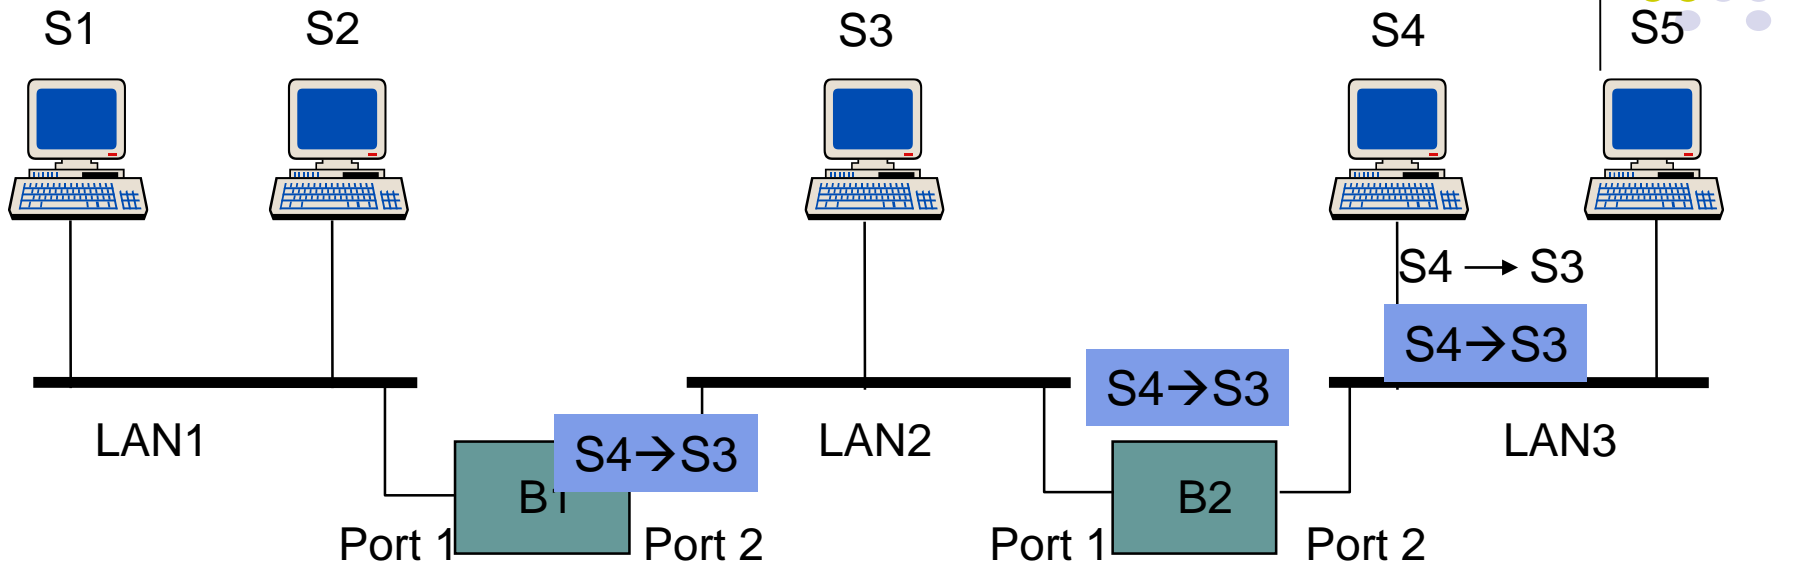 S1 S2 S3 S4 S5
S4 → S3
S4→S3
S4→S3
S4→S3
LAN1 LAN2 LAN3
B1 B2
Port 1 Port 2 Port 1 Port 2